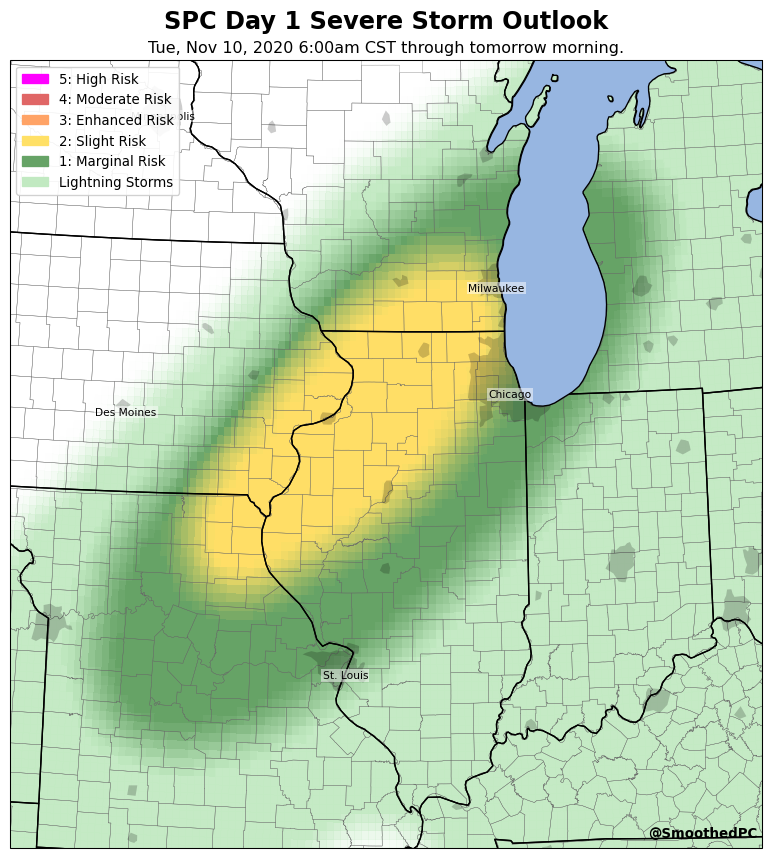 SPC Day 1 Severe Storm Outlook
Tue, Nov 10, 2020 6:00am CST through tomorrow morning.
5: High Risk
4: Moderate Risk
3: Enhanced Risk
2: Slight Risk
1: Marginal Risk
Lightning Storms
Milwaukee
Chicago
Des Moines
St. Louis
@SmoothedPC